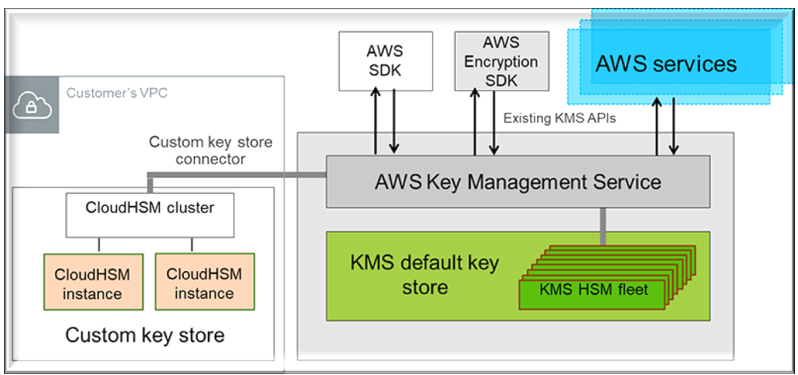 AWS
SDK
AWS
Encryption
SDK
AWS services
Customer's VPC
Existing KMS APIs
Custom key store
connector
AWS Key Management Service
CloudHSM cluster
CloudHSM
instance
CloudHSM
instance
Custom key store
KMS default key
store
KMS HSM fleet